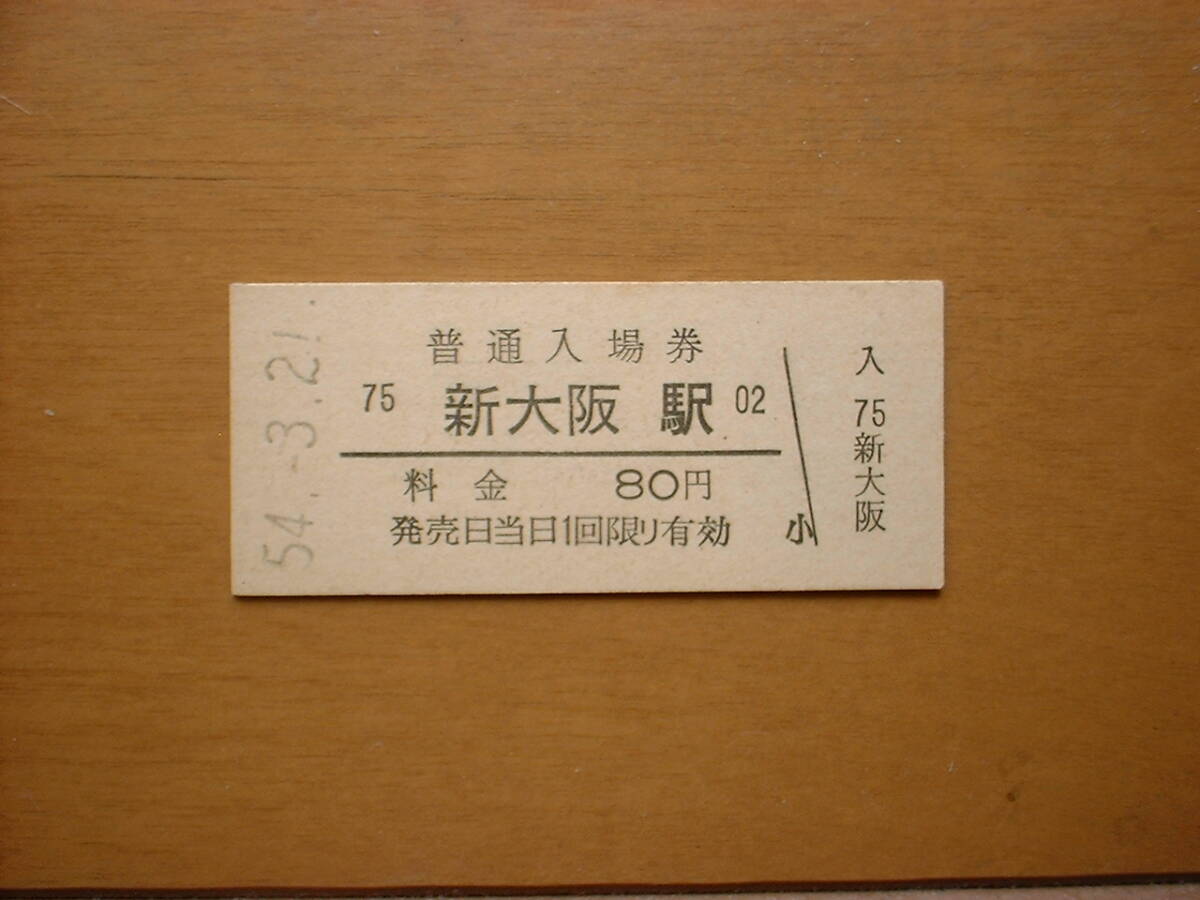 54.-3.21.
普通入場券
75 新大阪 駅 02
料金 80円
発売日当日1回限り有効 小
入
75
新大阪